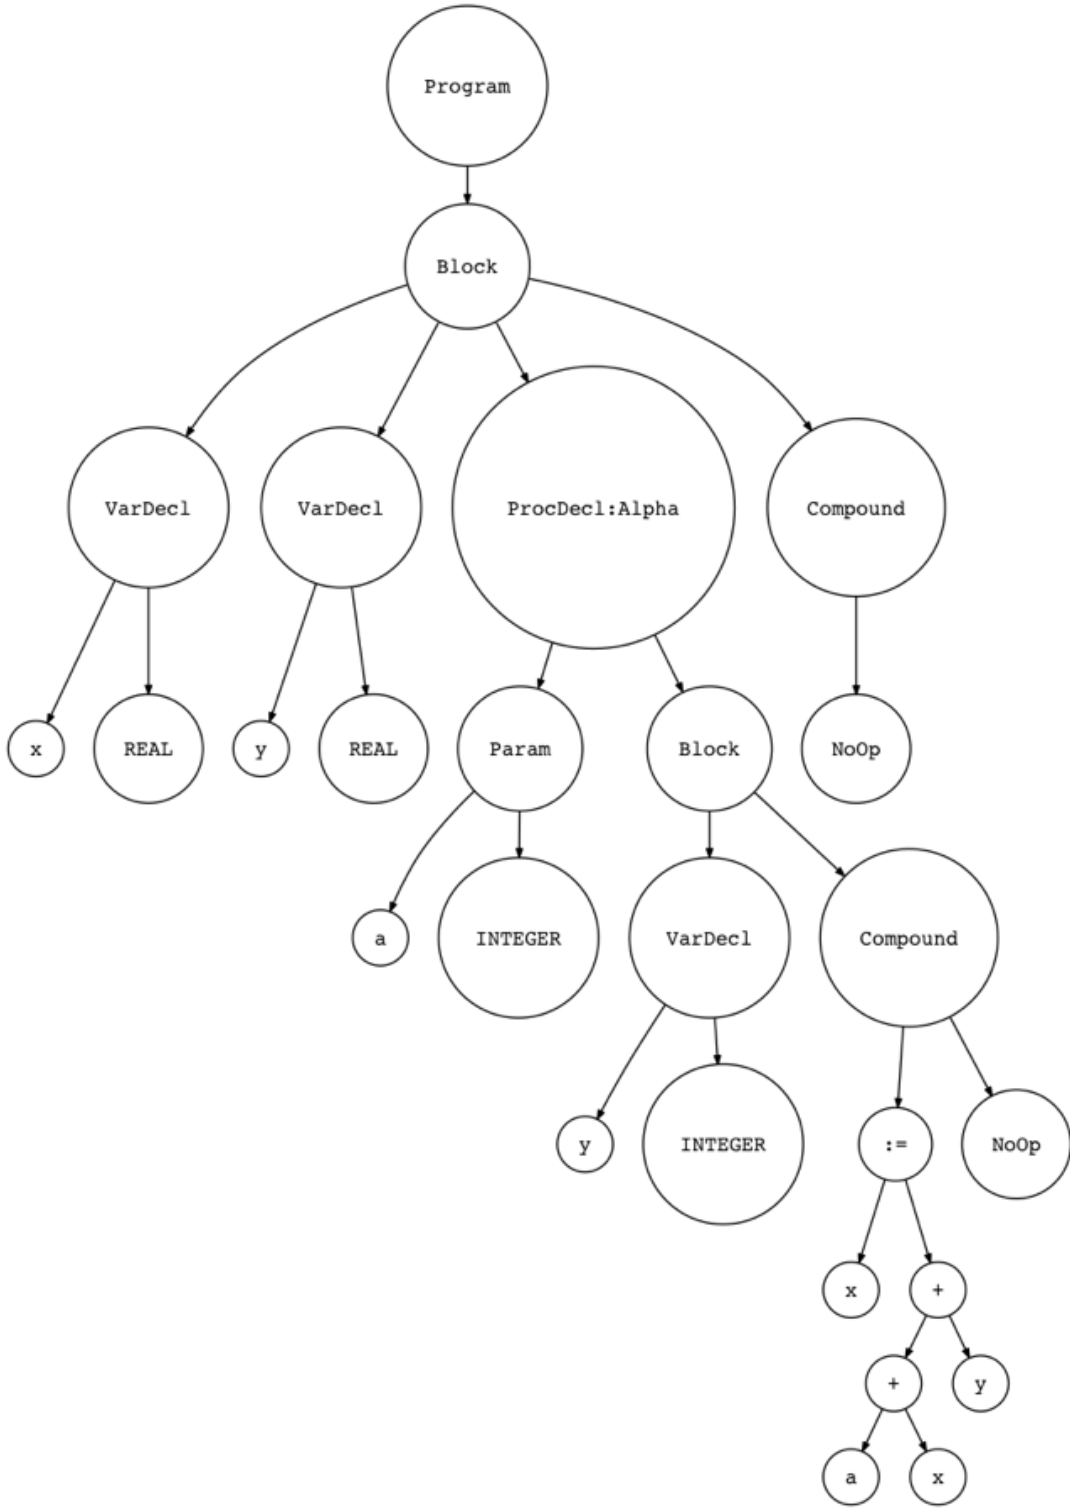 Program
Block
VarDecl
VarDecl
ProcDecl:Alpha
Compound
x
REAL
y
REAL
Param
Block
NoOp
a
INTEGER
VarDecl
Compound
y
INTEGER
:=
NoOp
x
+
+
y
a
x